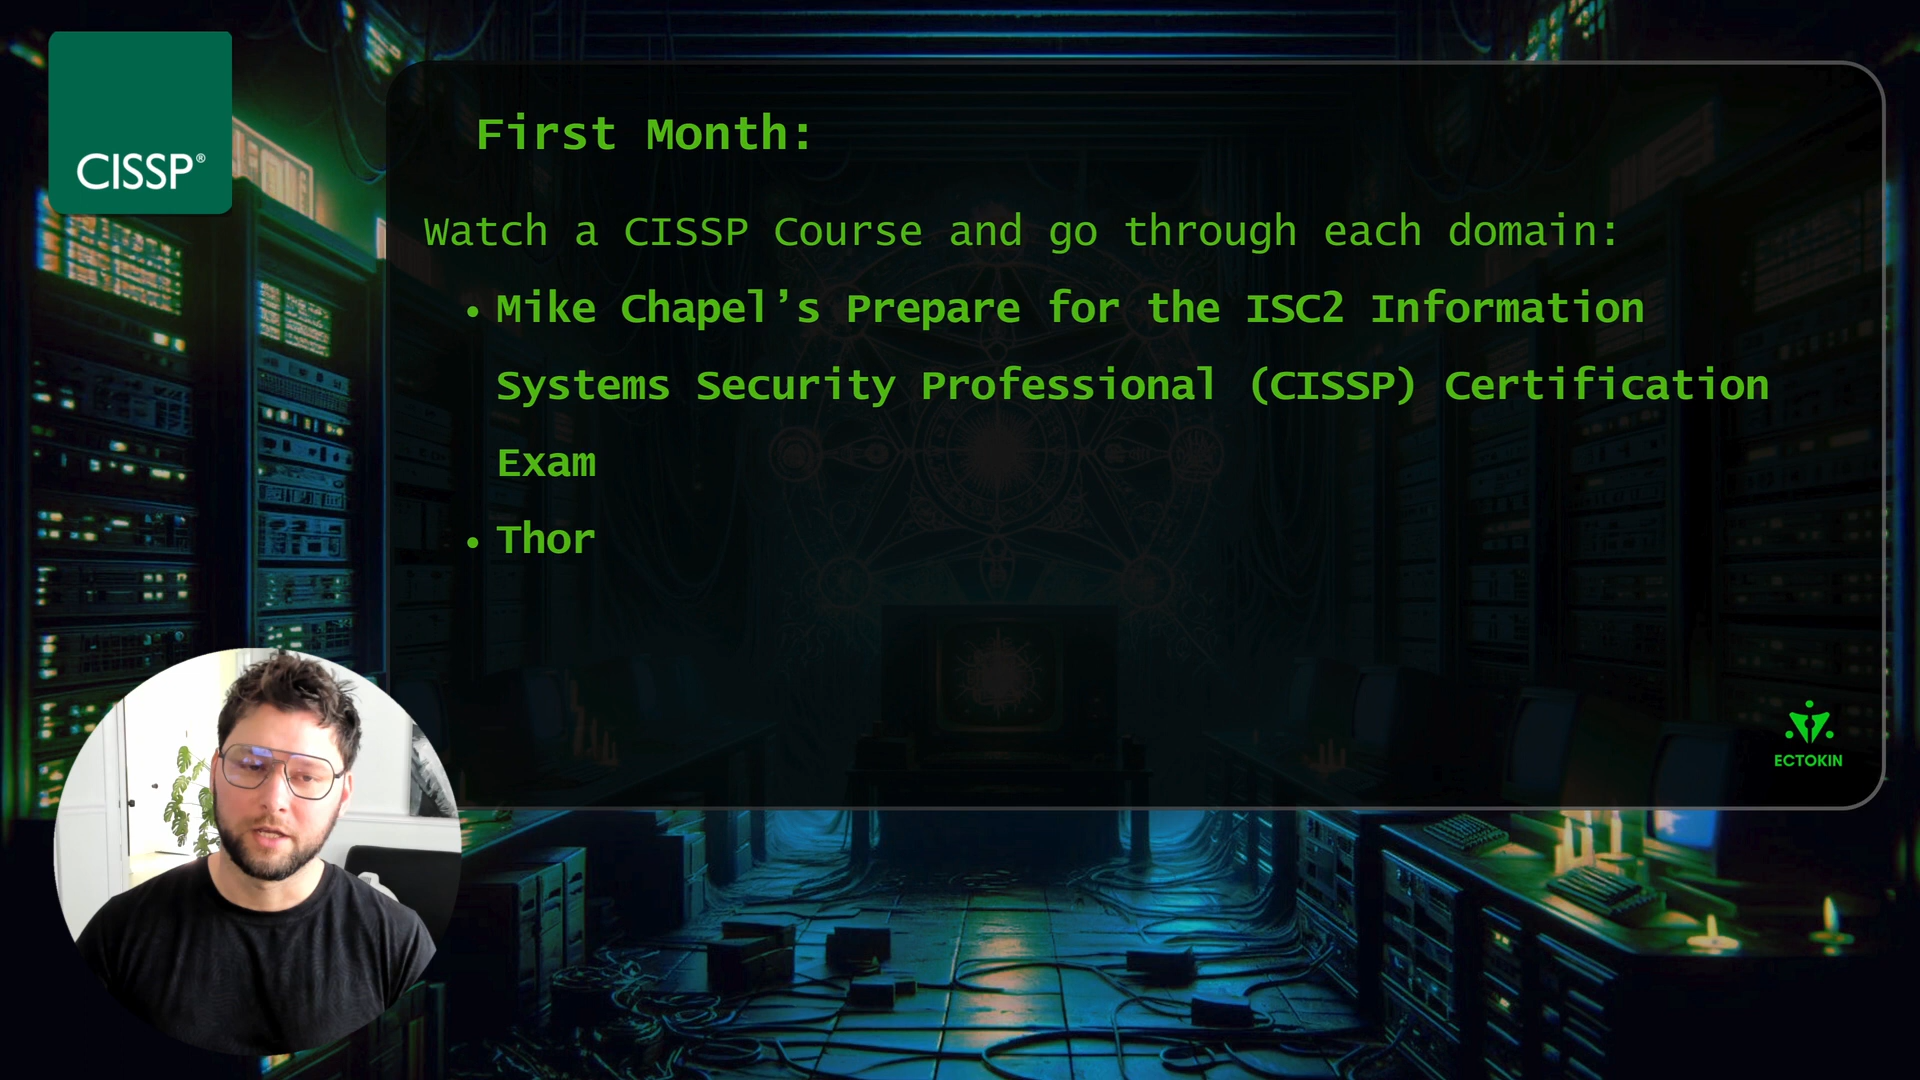 CISSP®
First Month:
Watch a CISSP Course and go through each domain:
• Mike Chapel’s Prepare for the ISC2 Information
Systems Security Professional (CISSP) Certification
Exam
• Thor
ECTOKIN